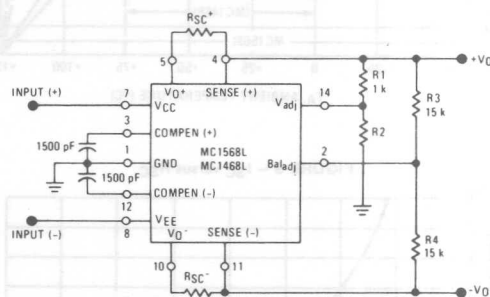 RSC+
5
4
+VO
INPUT (+)
7
VO+
SENSE (+)
VCC
Vadj
14
R1
1 k
R3
15 k
3
COMPEN (+)
R2
1500 pF
1
GND
MC1568L
MC1468L
Baladj
2
1500 pF
COMPEN (−)
12
VEE
INPUT (−)
8
VO−
SENSE (−)
R4
15 k
10
RSC−
11
−VO